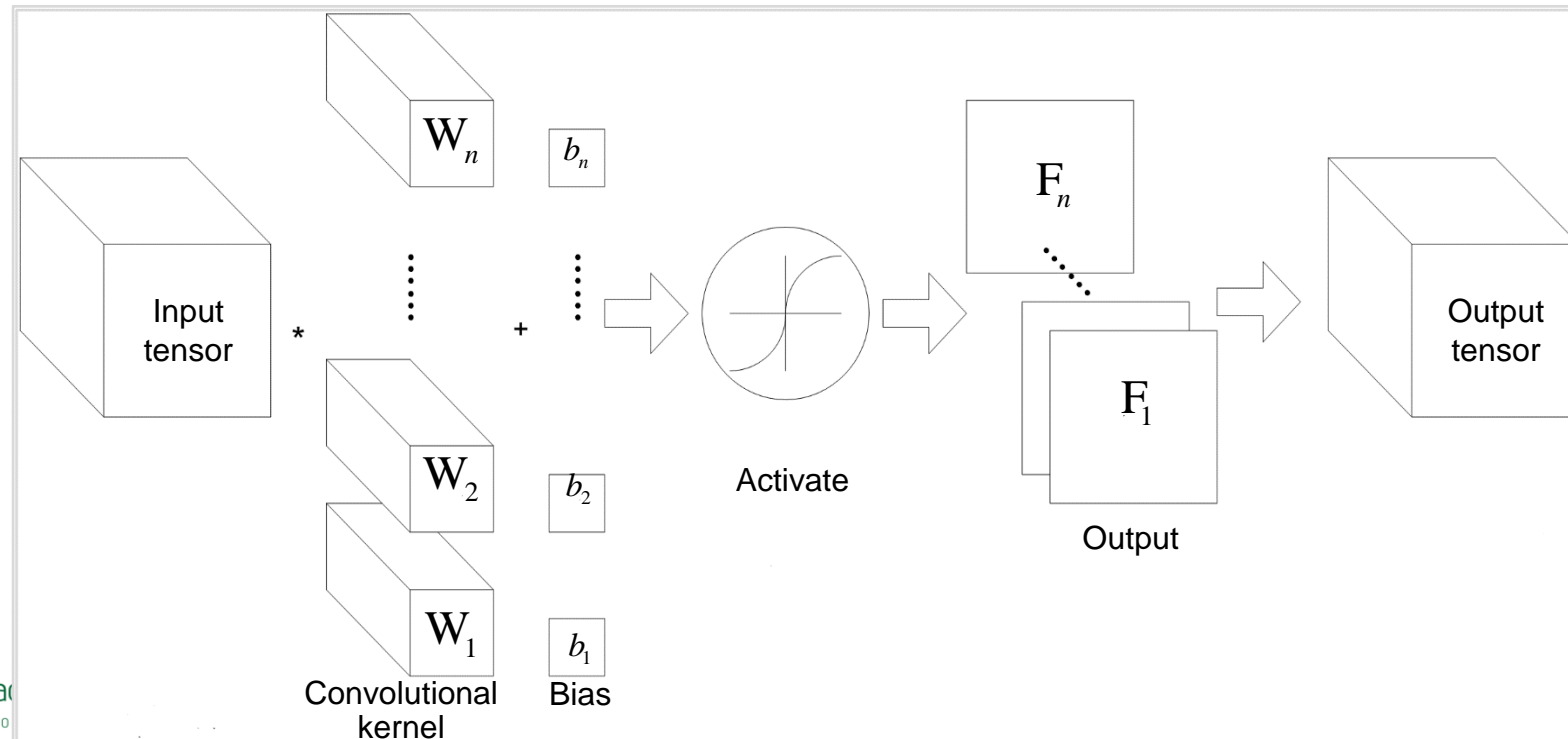 W_n
b_n
F_n
Input
tensor
*
+
Output
tensor
F_1
W_2
b_2
Activate
Output
W_1
b_1
Convolutional
kernel
Bias